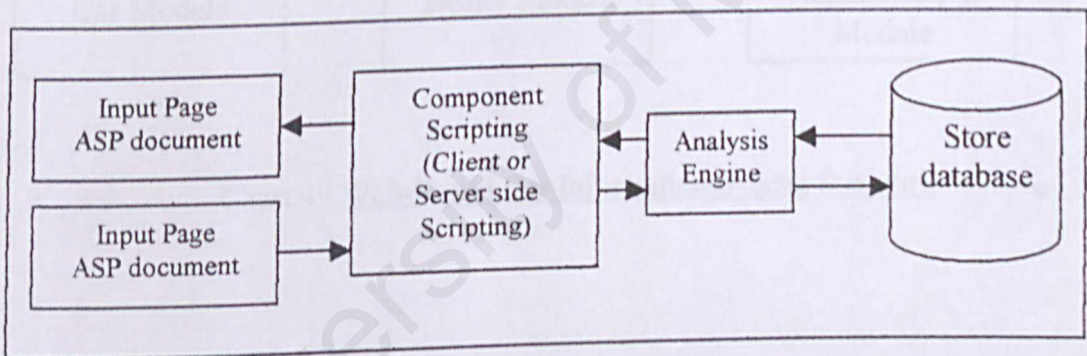 Module
Input Page
ASP document
Component
Scripting
(Client or
Server side
Scripting)
Analysis
Engine
Store
database
Input Page
ASP document